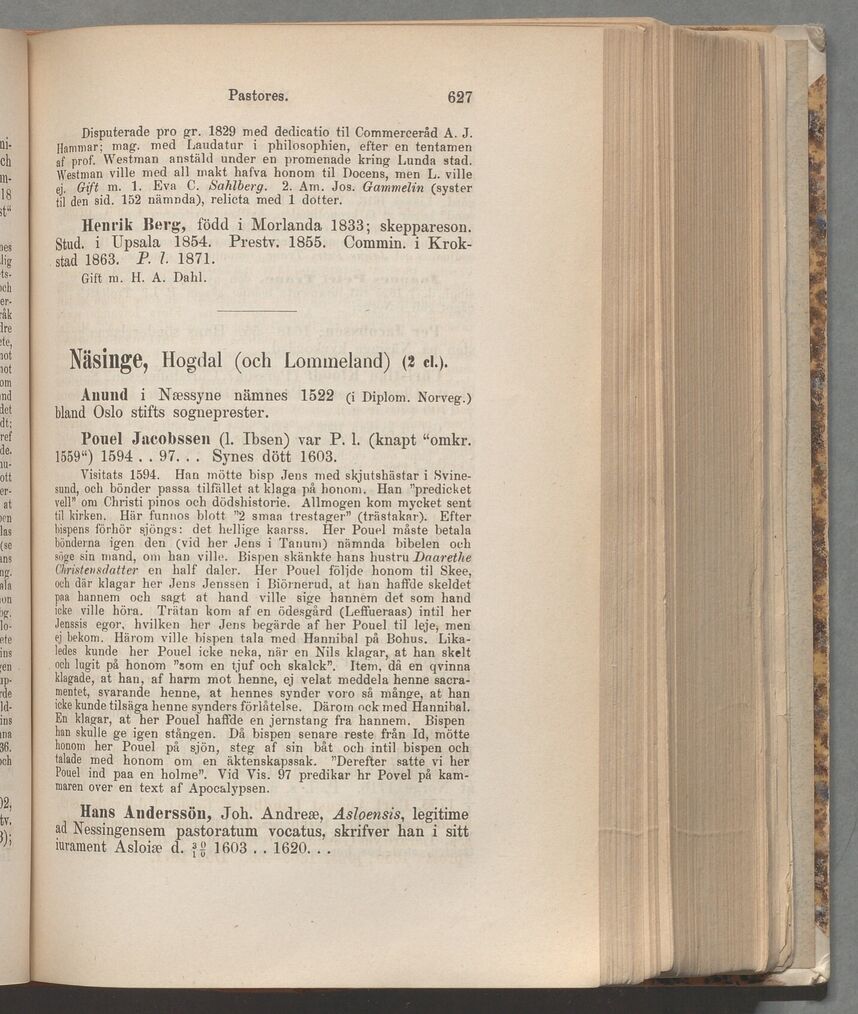 Pastores. 627
Disputerade pro gr. 1829 med dedicatio til Commerceråd A. J.
Hammar; mag. med Laudatur i philosophien, efter en tentamen
af prof. Westman anstäld under en promenade kring Lunda stad.
Westman ville med all makt hafva honom til Docens, men L. ville
ej. Gift m. 1. Eva C. Sahlberg. 2. Am. Jos. Gammelin (syster
til den sid. 152 nämnda), relicta med 1 dotter.
Henrik Berg, född i Morlanda 1833; skeppareson.
Stud. i Upsala 1854. Prestv. 1855. Commin. i Krok-
stad 1863. P. l. 1871.
Gift m. H. A. Dahl.
Näsinge, Hogdal (och Lommeland) (2 cl.).
Anund i Næssyne nämnes 1522 (i Diplom. Norveg.)
bland Oslo stifts sogneprester.
Pouel Jacobssen (l. Ibsen) var P. l. (knapt “omkr.
1559“) 1594 . . 97. . . Synes dött 1603.
Visitats 1594. Han mötte bisp Jens med skjutshästar i Svine-
sund, och bönder passa tilfället at klaga på honom. Han ”predicket
vell” om Christi pinos och dödshistorie. Allmogen kom mycket sent
til kirken. Här funnos blott ”2 smaa trestager” (trästakar). Efter
bispens förhör sjöngs: det hellige kaarss. Her Pouel måste betala
bönderna igen den (vid her Jens i Tanum) nämnda bibelen och
söge sin mand, om han ville. Bispen skänkte hans hustru Daarethe
Christensdatter en half daler. Her Pouel följde honom til Skee,
och där klagar her Jens Jenssen i Biörnerud, at han haffde skeldet
paa hannem och sagt at hand ville sige hannem det som hand
icke ville höra. Trätan kom af en ödesgård (Leffueraas) intil her
Jenssis egor, hvilken her Jens begärde af her Pouel til leje, men
ej bekom. Härom ville bispen tala med Hannibal på Bohus. Lika-
ledes kunde her Pouel icke neka, när en Nils klagar, at han skelt
och lugit på honom ”som en tjuf och skalck”. Item, då en qvinna
klagade, at han, af harm mot henne, ej velat meddela henne sacra-
mentet, svarande henne, at hennes synder voro så många, at han
icke kunde tilsäga henne synders förlåtelse. Därom ock med Hannibal.
En klagar, at her Pouel haffde en jernstang fra hannem. Bispen
han skulle ge igen stången. Då bispen senare reste från Id, mötte
honom her Pouel på sjön, steg af sin båt och intil bispen och
talade med honom om en äktenskapssak. ”Derefter satte vi her
Pouel ind paa en holme”. Vid Vis. 97 predikar hr Povel på kam-
maren over en text af Apocalypsen.
Hans Anderssön, Joh. Andreæ, Asloensis, legitime
ad Nessingensem pastoratum vocatus, skrifver han i sitt
iurament Asloiæ d. 30/10 1603 . . 1620. . .